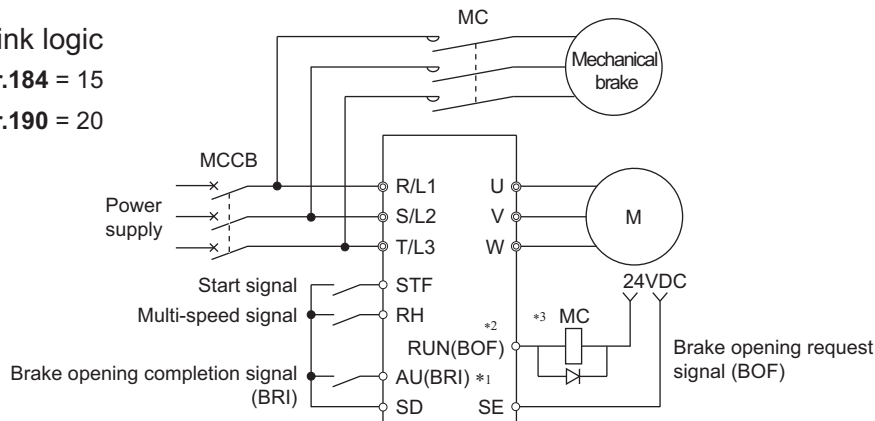 ink logic
.184 = 15
.190 = 20
MC
Mechanical
brake
MCCB
Power
supply
R/L1
S/L2
T/L3
U
V
W
M
Start signal
STF
Multi-speed signal
RH
24VDC
*2
*3
MC
RUN(BOF)
Brake opening request
signal (BOF)
Brake opening completion signal
(BRI)
AU(BRI) *1
SD
SE